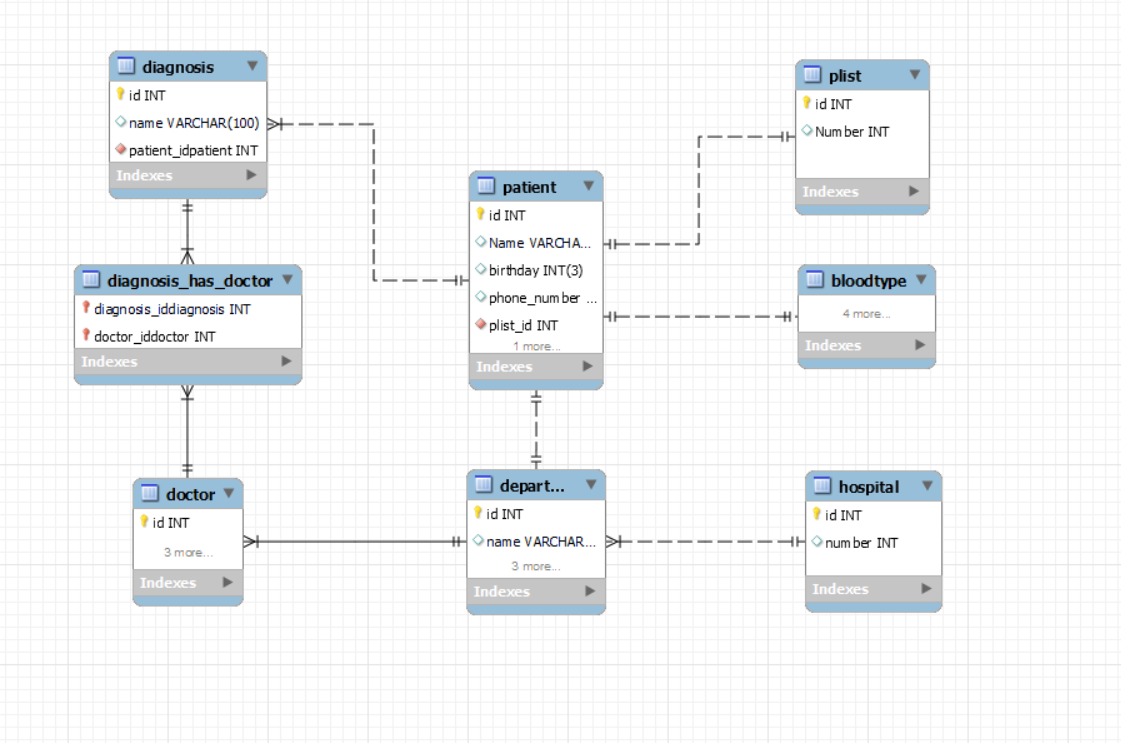 diagnosis
id INT
name VARCHAR(100)
patient_idpatient INT
Indexes
plist
id INT
Number INT
Indexes
patient
id INT
Name VARCHA...
birthday INT(3)
phone_number ...
plist_id INT
1 more...
Indexes
diagnosis_has_doctor
diagnosis_iddiagnosis INT
doctor_iddoctor INT
Indexes
bloodtype
4 more...
Indexes
doctor
id INT
3 more...
Indexes
depart...
id INT
name VARCHAR...
3 more...
Indexes
hospital
id INT
number INT
Indexes